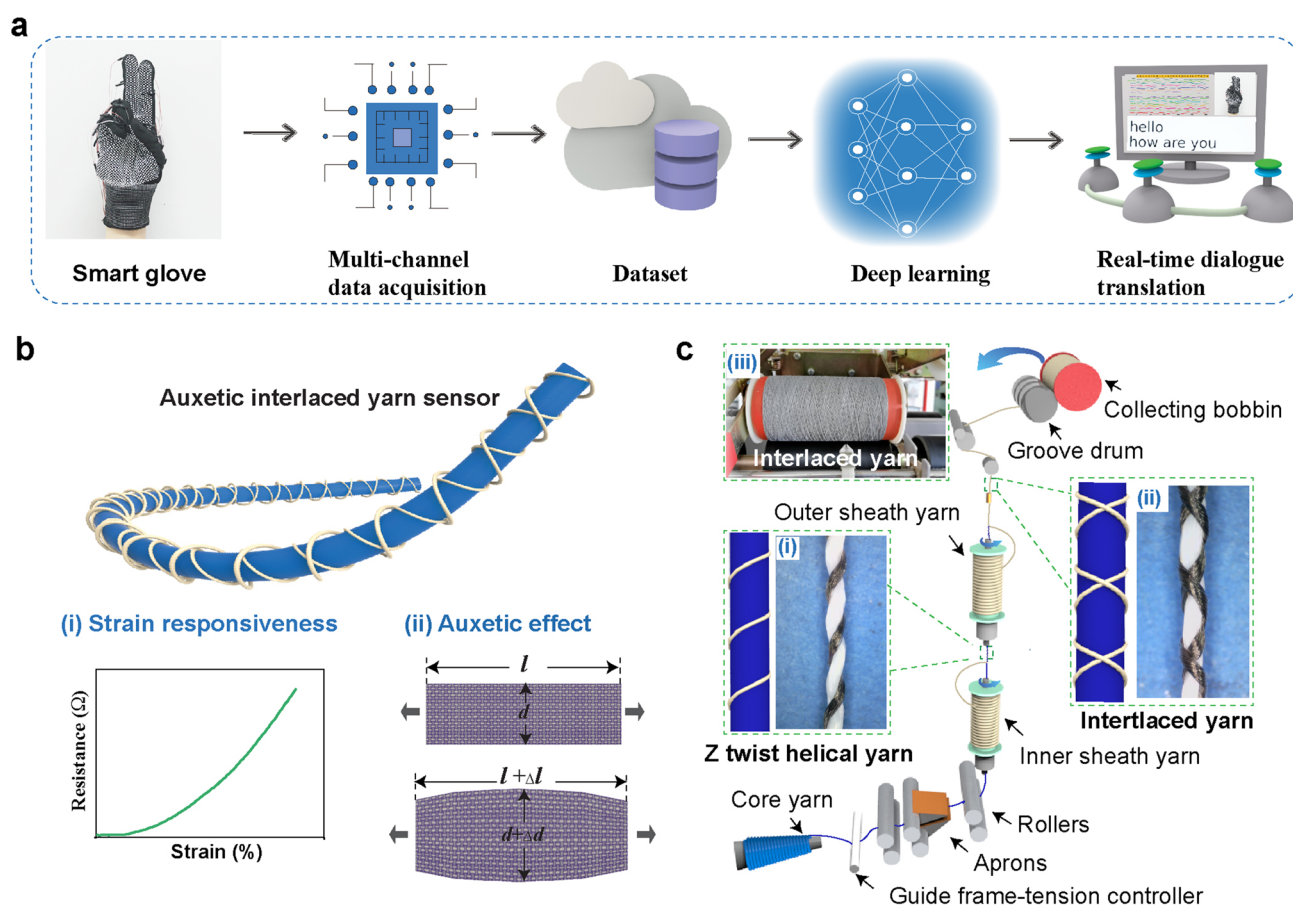 a
hello
how are you
Smart glove
Multi-channel
data acquisition
Dataset
Deep learning
Real-time dialogue
translation
b
Auxetic interlaced yarn sensor
(i) Strain responsiveness
Resistance (Ω)
Strain (%)
(ii) Auxetic effect
l
d
l+Δl
d+Δd
c
(iii)
Interlaced yarn
Collecting bobbin
Groove drum
Outer sheath yarn
(i)
(ii)
Z twist helical yarn
Intertlaced yarn
Inner sheath yarn
Core yarn
Rollers
Aprons
Guide frame-tension controller